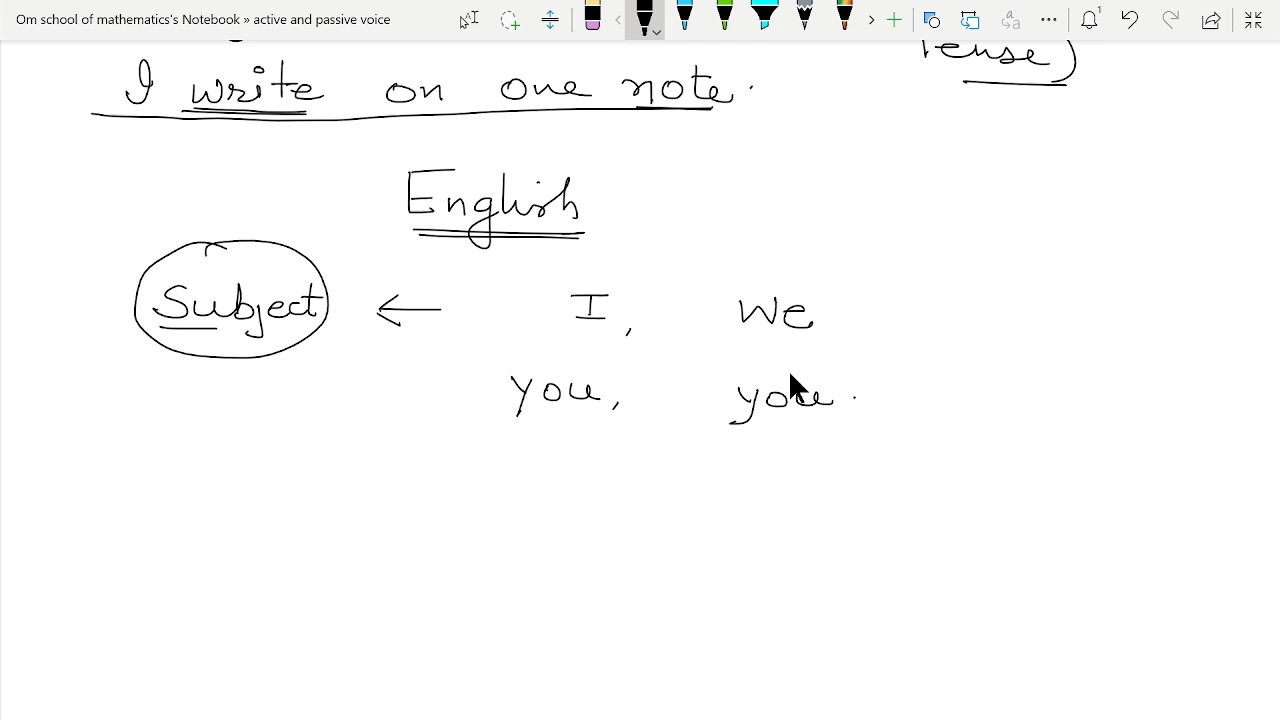 Om school of mathematics's Notebook » active and passive voice
Tense)
I write on one note.
English
Subject ← I, We
you, you.